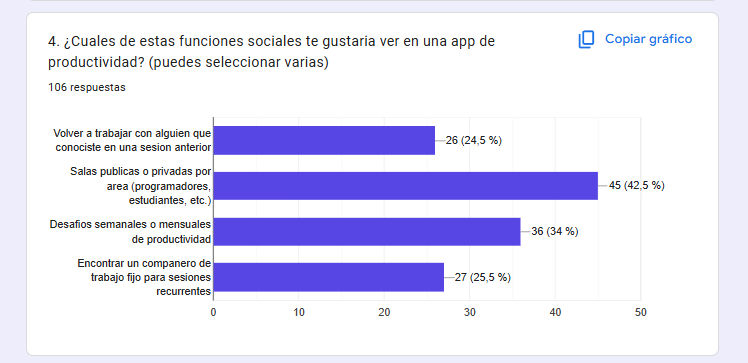 4. ¿Cuales de estas funciones sociales te gustaria ver en una app de
productividad? (puedes seleccionar varias)
Copiar gráfico
106 respuestas
Volver a trabajar con alguien que
conociste en una sesion anterior
26 (24,5 %)
Salas publicas o privadas por
area (programadores,
estudiantes, etc.)
45 (42,5 %)
Desafios semanales o mensuales
de productividad
36 (34 %)
Encontrar un companero de
trabajo fijo para sesiones
recurrentes
27 (25,5 %)
0 10 20 30 40 50